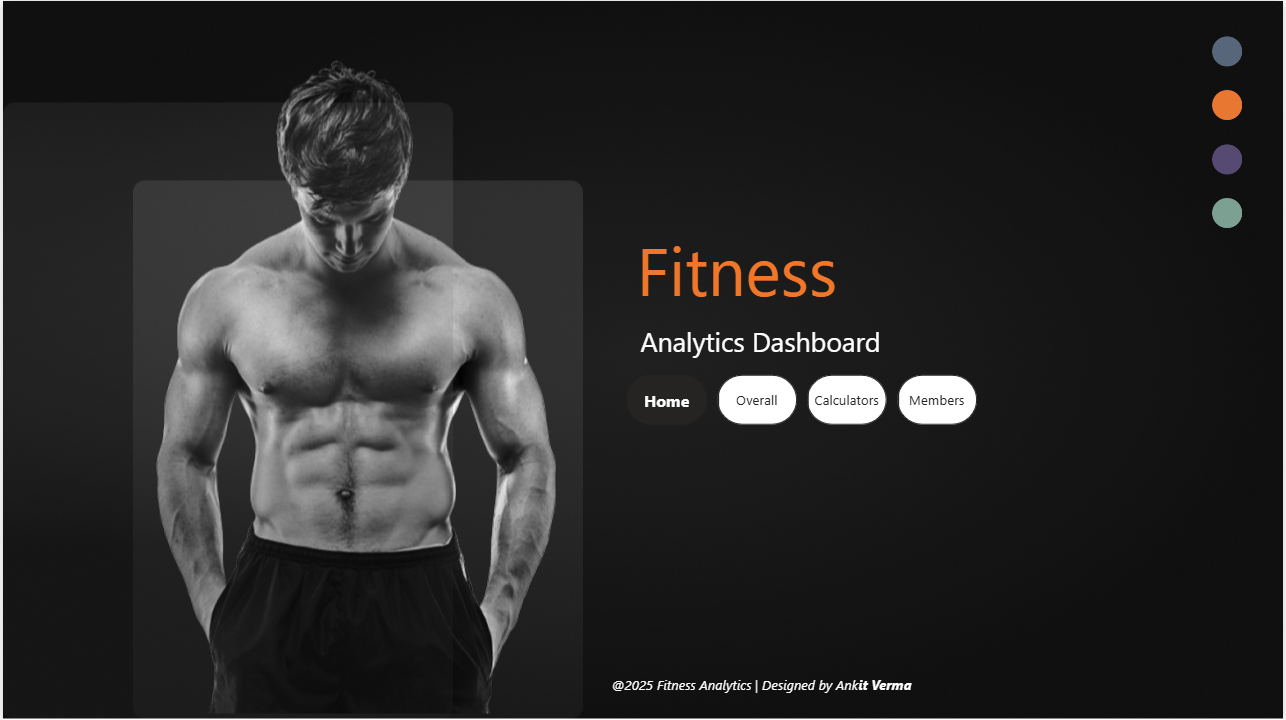 Fitness
Analytics Dashboard
Home Overall Calculators Members
@2025 Fitness Analytics | Designed by Ankit Verma